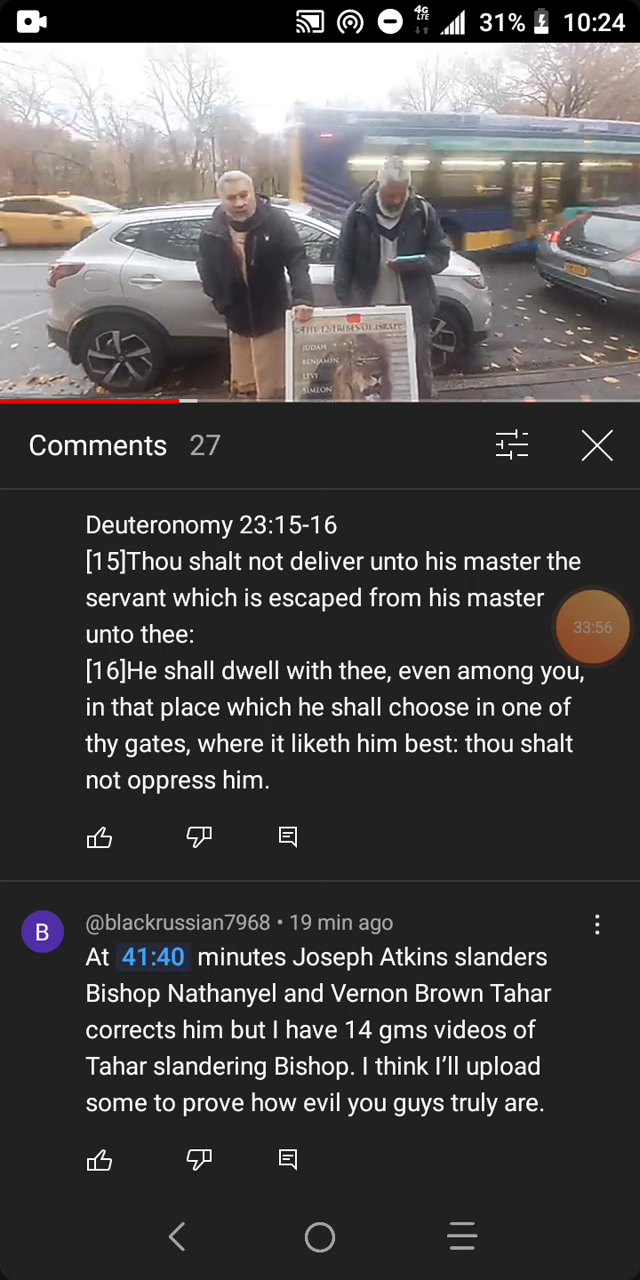 4G
LTE
31%
10:24
THE 12 TRIBES OF ISRAEL
JUDAH
BENJAMIN
LEVI
SIMEON
Comments 27
Deuteronomy 23:15-16
[15]Thou shalt not deliver unto his master the
servant which is escaped from his master
unto thee:
33:56
[16]He shall dwell with thee, even among you,
in that place which he shall choose in one of
thy gates, where it liketh him best: thou shalt
not oppress him.
B
@blackrussian7968 • 19 min ago
At 41:40 minutes Joseph Atkins slanders
Bishop Nathanyel and Vernon Brown Tahar
corrects him but I have 14 gms videos of
Tahar slandering Bishop. I think I’ll upload
some to prove how evil you guys truly are.